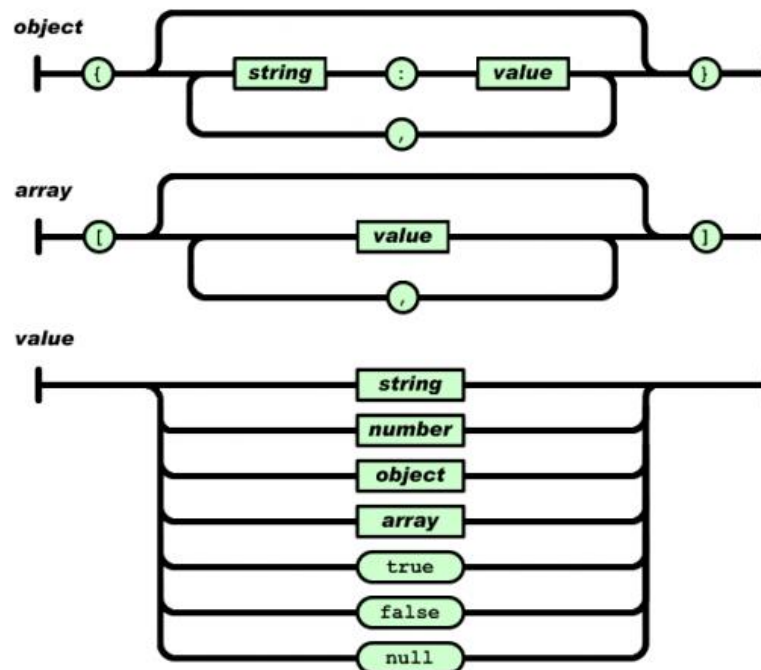 object
{ string : value }
,
array
[ value ]
,
value
string
number
object
array
true
false
null